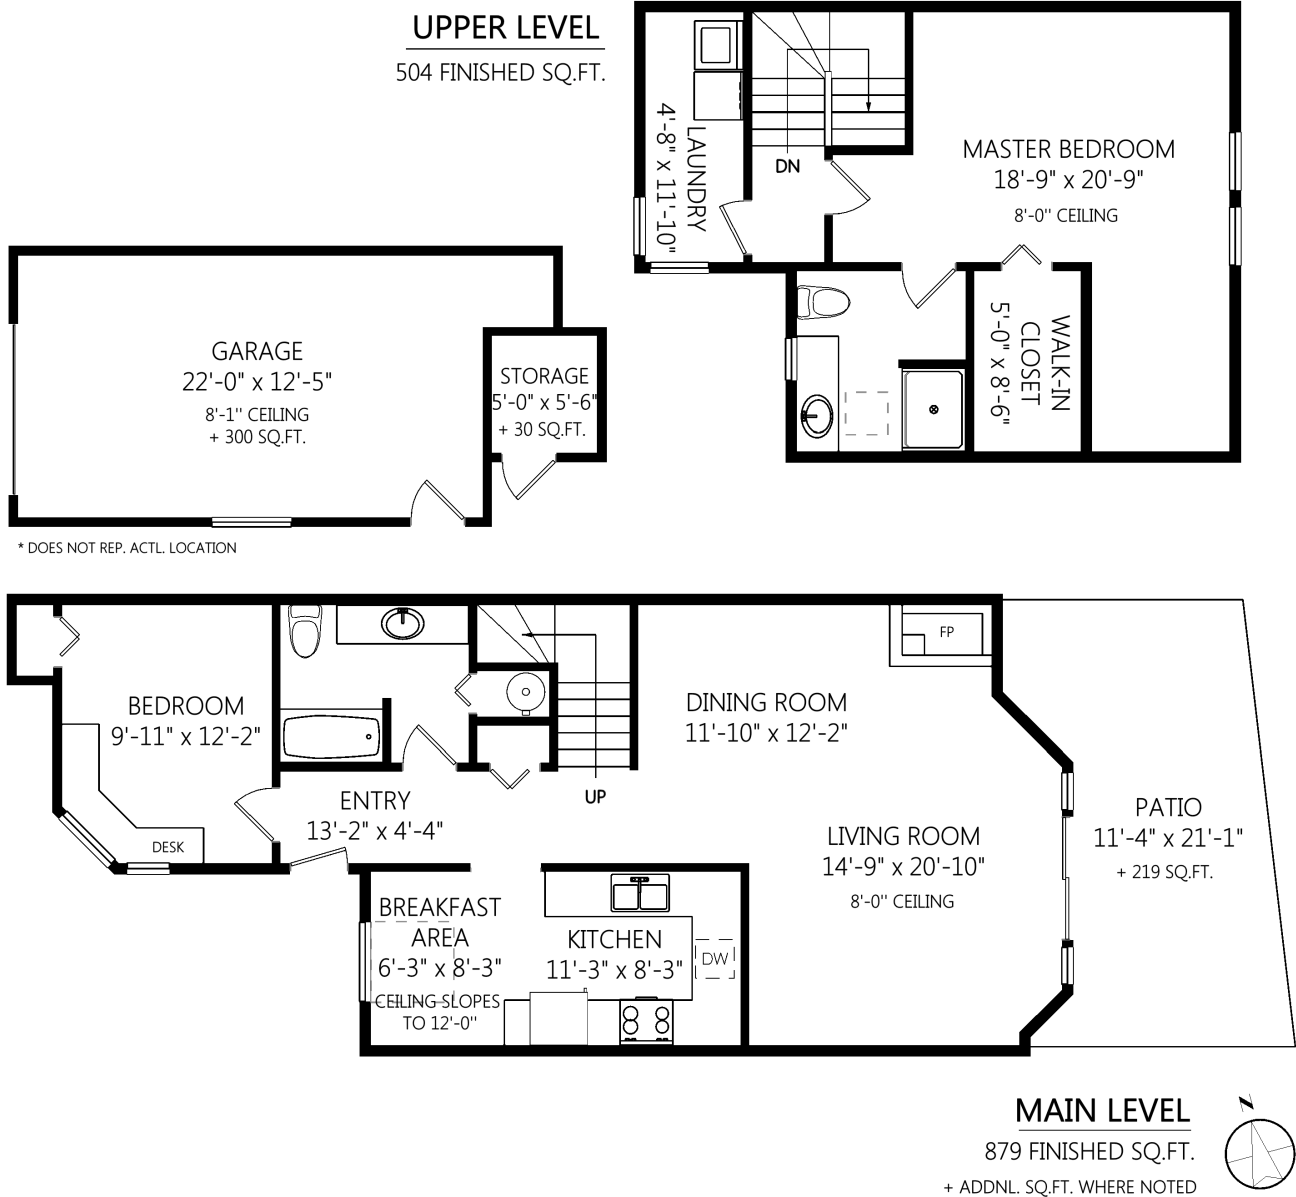 UPPER LEVEL
504 FINISHED SQ.FT.
LAUNDRY
4'-8" x 11'-10"
DN
MASTER BEDROOM
18'-9" x 20'-9"
8'-0" CEILING
WALK-IN
CLOSET
5'-0" x 8'-6"
GARAGE
22'-0" x 12'-5"
8'-1" CEILING
+ 300 SQ.FT.
STORAGE
5'-0" x 5'-6"
+ 30 SQ.FT.
* DOES NOT REP. ACTL. LOCATION
BEDROOM
9'-11" x 12'-2"
DESK
ENTRY
13'-2" x 4'-4"
UP
DINING ROOM
11'-10" x 12'-2"
FP
LIVING ROOM
14'-9" x 20'-10"
8'-0" CEILING
PATIO
11'-4" x 21'-1"
+ 219 SQ.FT.
BREAKFAST
AREA
6'-3" x 8'-3"
CEILING SLOPES
TO 12'-0"
KITCHEN
11'-3" x 8'-3"
DW
MAIN LEVEL
879 FINISHED SQ.FT.
+ ADDNL. SQ.FT. WHERE NOTED
N